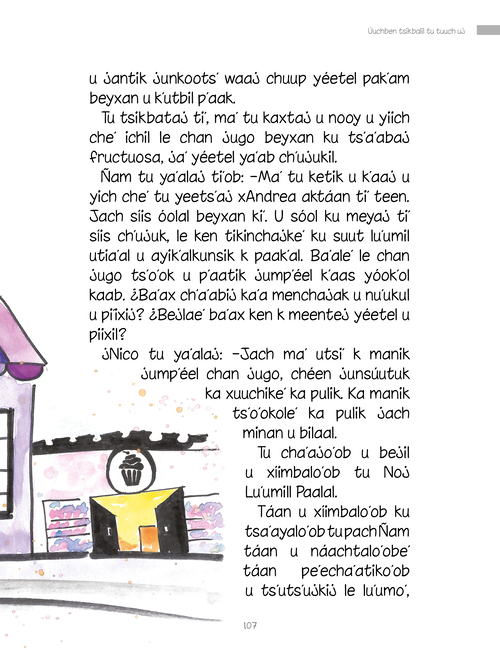 Úuchben tsikbalil tu tuuch uj
u jantik junkoots' waaj chuup yéetel pak'am
beyxan u k'utbil p'aak.
Tu tsikbataj ti', ma' tu kaxtaj u nooy u yiich
che' ichil le chan jugo beyxan ku ts'a'abaj
fructuosa, ja' yéetel ya'ab ch'ujukil.
Ñam tu ya'alaj ti'ob: –Ma' tu ketik u k'aaj u
yich che' tu yeets'aj xAndrea aktáan ti' teen.
Jach síis óolal beyxan ki'. U sóol ku meyaj ti'
síis ch'ujuk, le ken tikinchajke' ku suut lu'umil
utia'al u ayik'alkunsik k paak'al. Ba'ale' le chan
jugo ts'o'ok u p'aatik jump'éel k'aas yóok'ol
kaab. ¿Ba'ax ch'a'abij ka'a menchajak u nu'ukul
u piixij? ¿Bejlae' ba'ax ken k meentej yéetel u
piixil?
jNico tu ya'alaj: –Jach ma' utsi' k manik
jump'éel chan jugo, chéen junsúutuk
ka xuuchike' ka pulik. Ka manik
ts'o'okole' ka pulik jach
minan u biilaal.
Tu cha'ajo'ob u bejil
u xíimbalo'ob tu Noj
Lu'umill Paalal.
Táan u xíimbalo'ob ku
tsa'ayalo'ob tu pach Ñam
táan u náachtalo'obe'
táan pe'echa'atiko'ob
u ts'uts'ujkij le lu'umo',
107